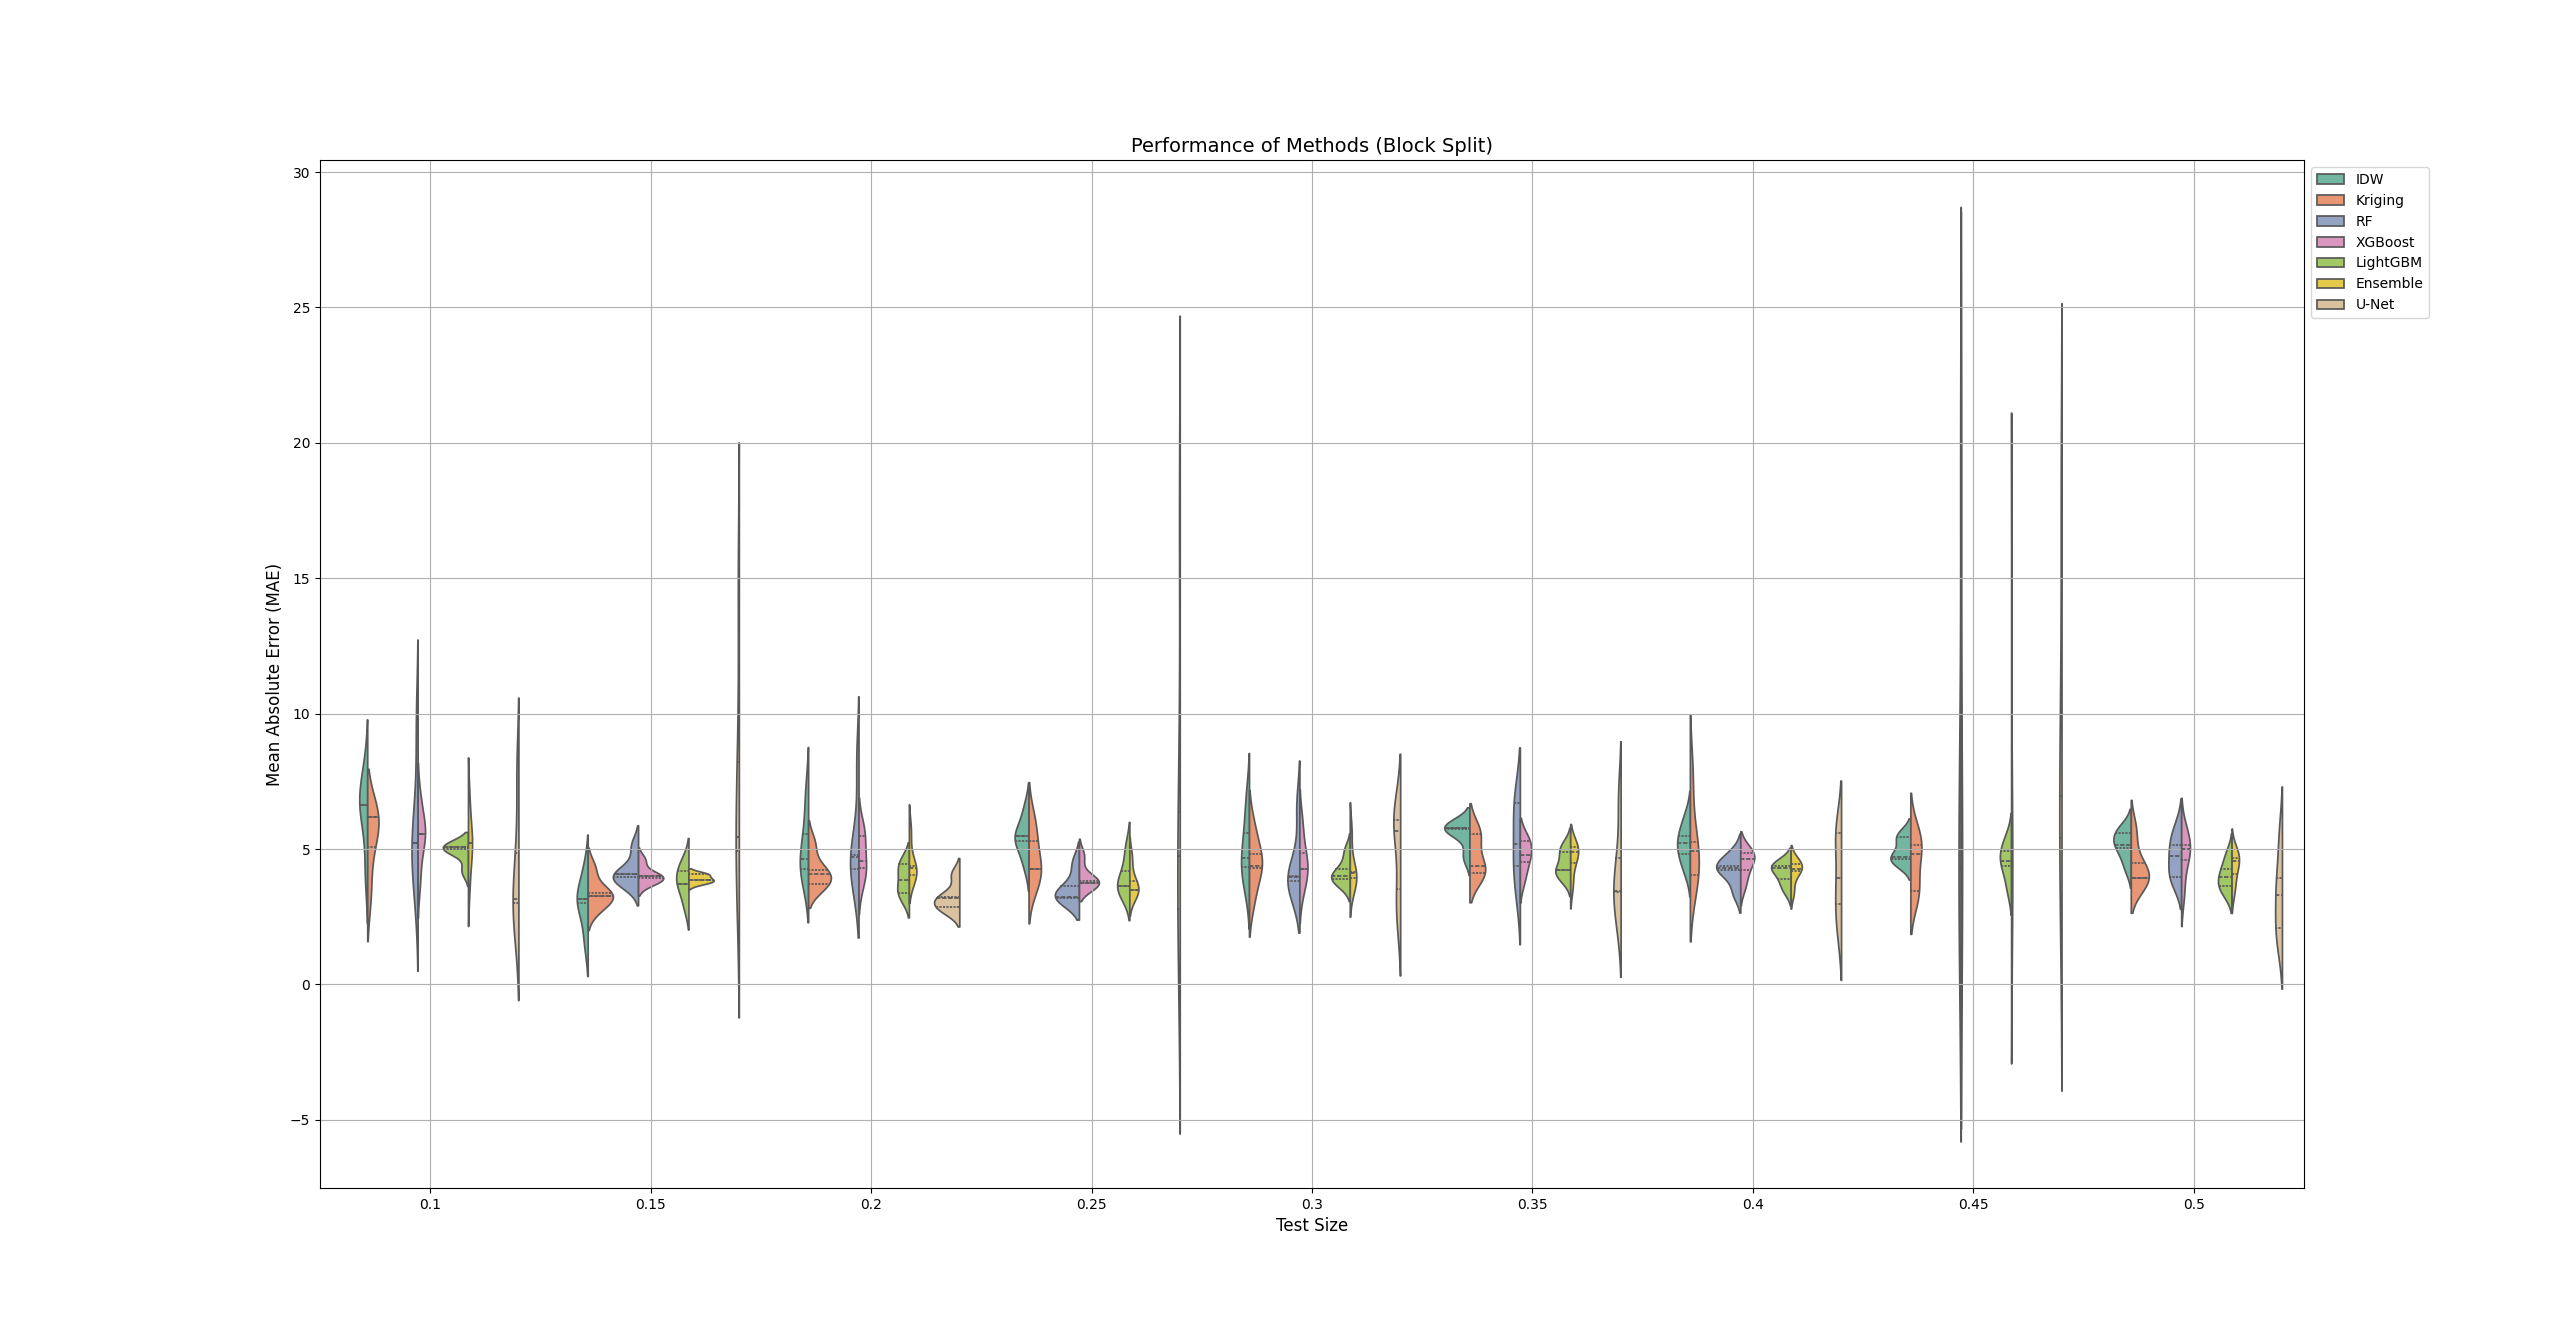 Performance of Methods (Block Split)
30
25
20
15
10
5
0
−5
Mean Absolute Error (MAE)
0.1
0.15
0.2
0.25
0.3
0.35
0.4
0.45
0.5
Test Size
IDW
Kriging
RF
XGBoost
LightGBM
Ensemble
U-Net